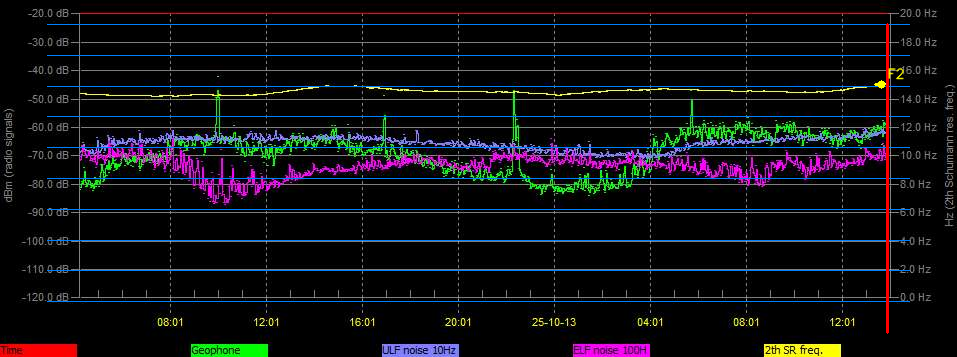 -20.0 dB 20.0 Hz
-30.0 dB 18.0 Hz
-40.0 dB F2 16.0 Hz
-50.0 dB 14.0 Hz
-60.0 dB 12.0 Hz
-70.0 dB 10.0 Hz
-80.0 dB 8.0 Hz
-90.0 dB 6.0 Hz
-100.0 dB 4.0 Hz
-110.0 dB 2.0 Hz
-120.0 dB 0.0 Hz
dBm (radio signals)
Hz (2th Schumann res. freq.)
08:01 12:01 16:01 20:01 25-10-13 04:01 08:01 12:01
Time Geophone ULF noise 10Hz ELF noise 100H 2th SR freq.